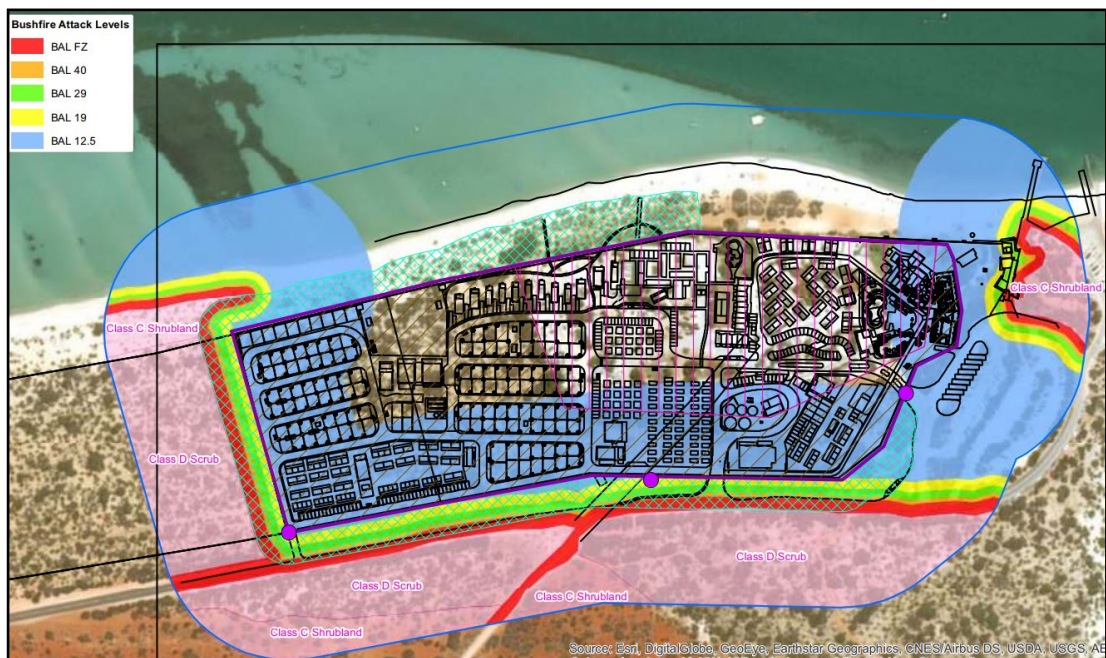 Bushfire Attack Levels
BAL FZ
BAL 40
BAL 29
BAL 19
BAL 12.5
Class C Shrubland
Class C Shrubland
Class D Scrub
Class D Scrub
Class D Scrub
Class C Shrubland
Class C Shrubland
Source: Esri, DigitalGlobe, GeoEye, Earthstar Geographics, CNES/Airbus DS, USDA, USGS, AE